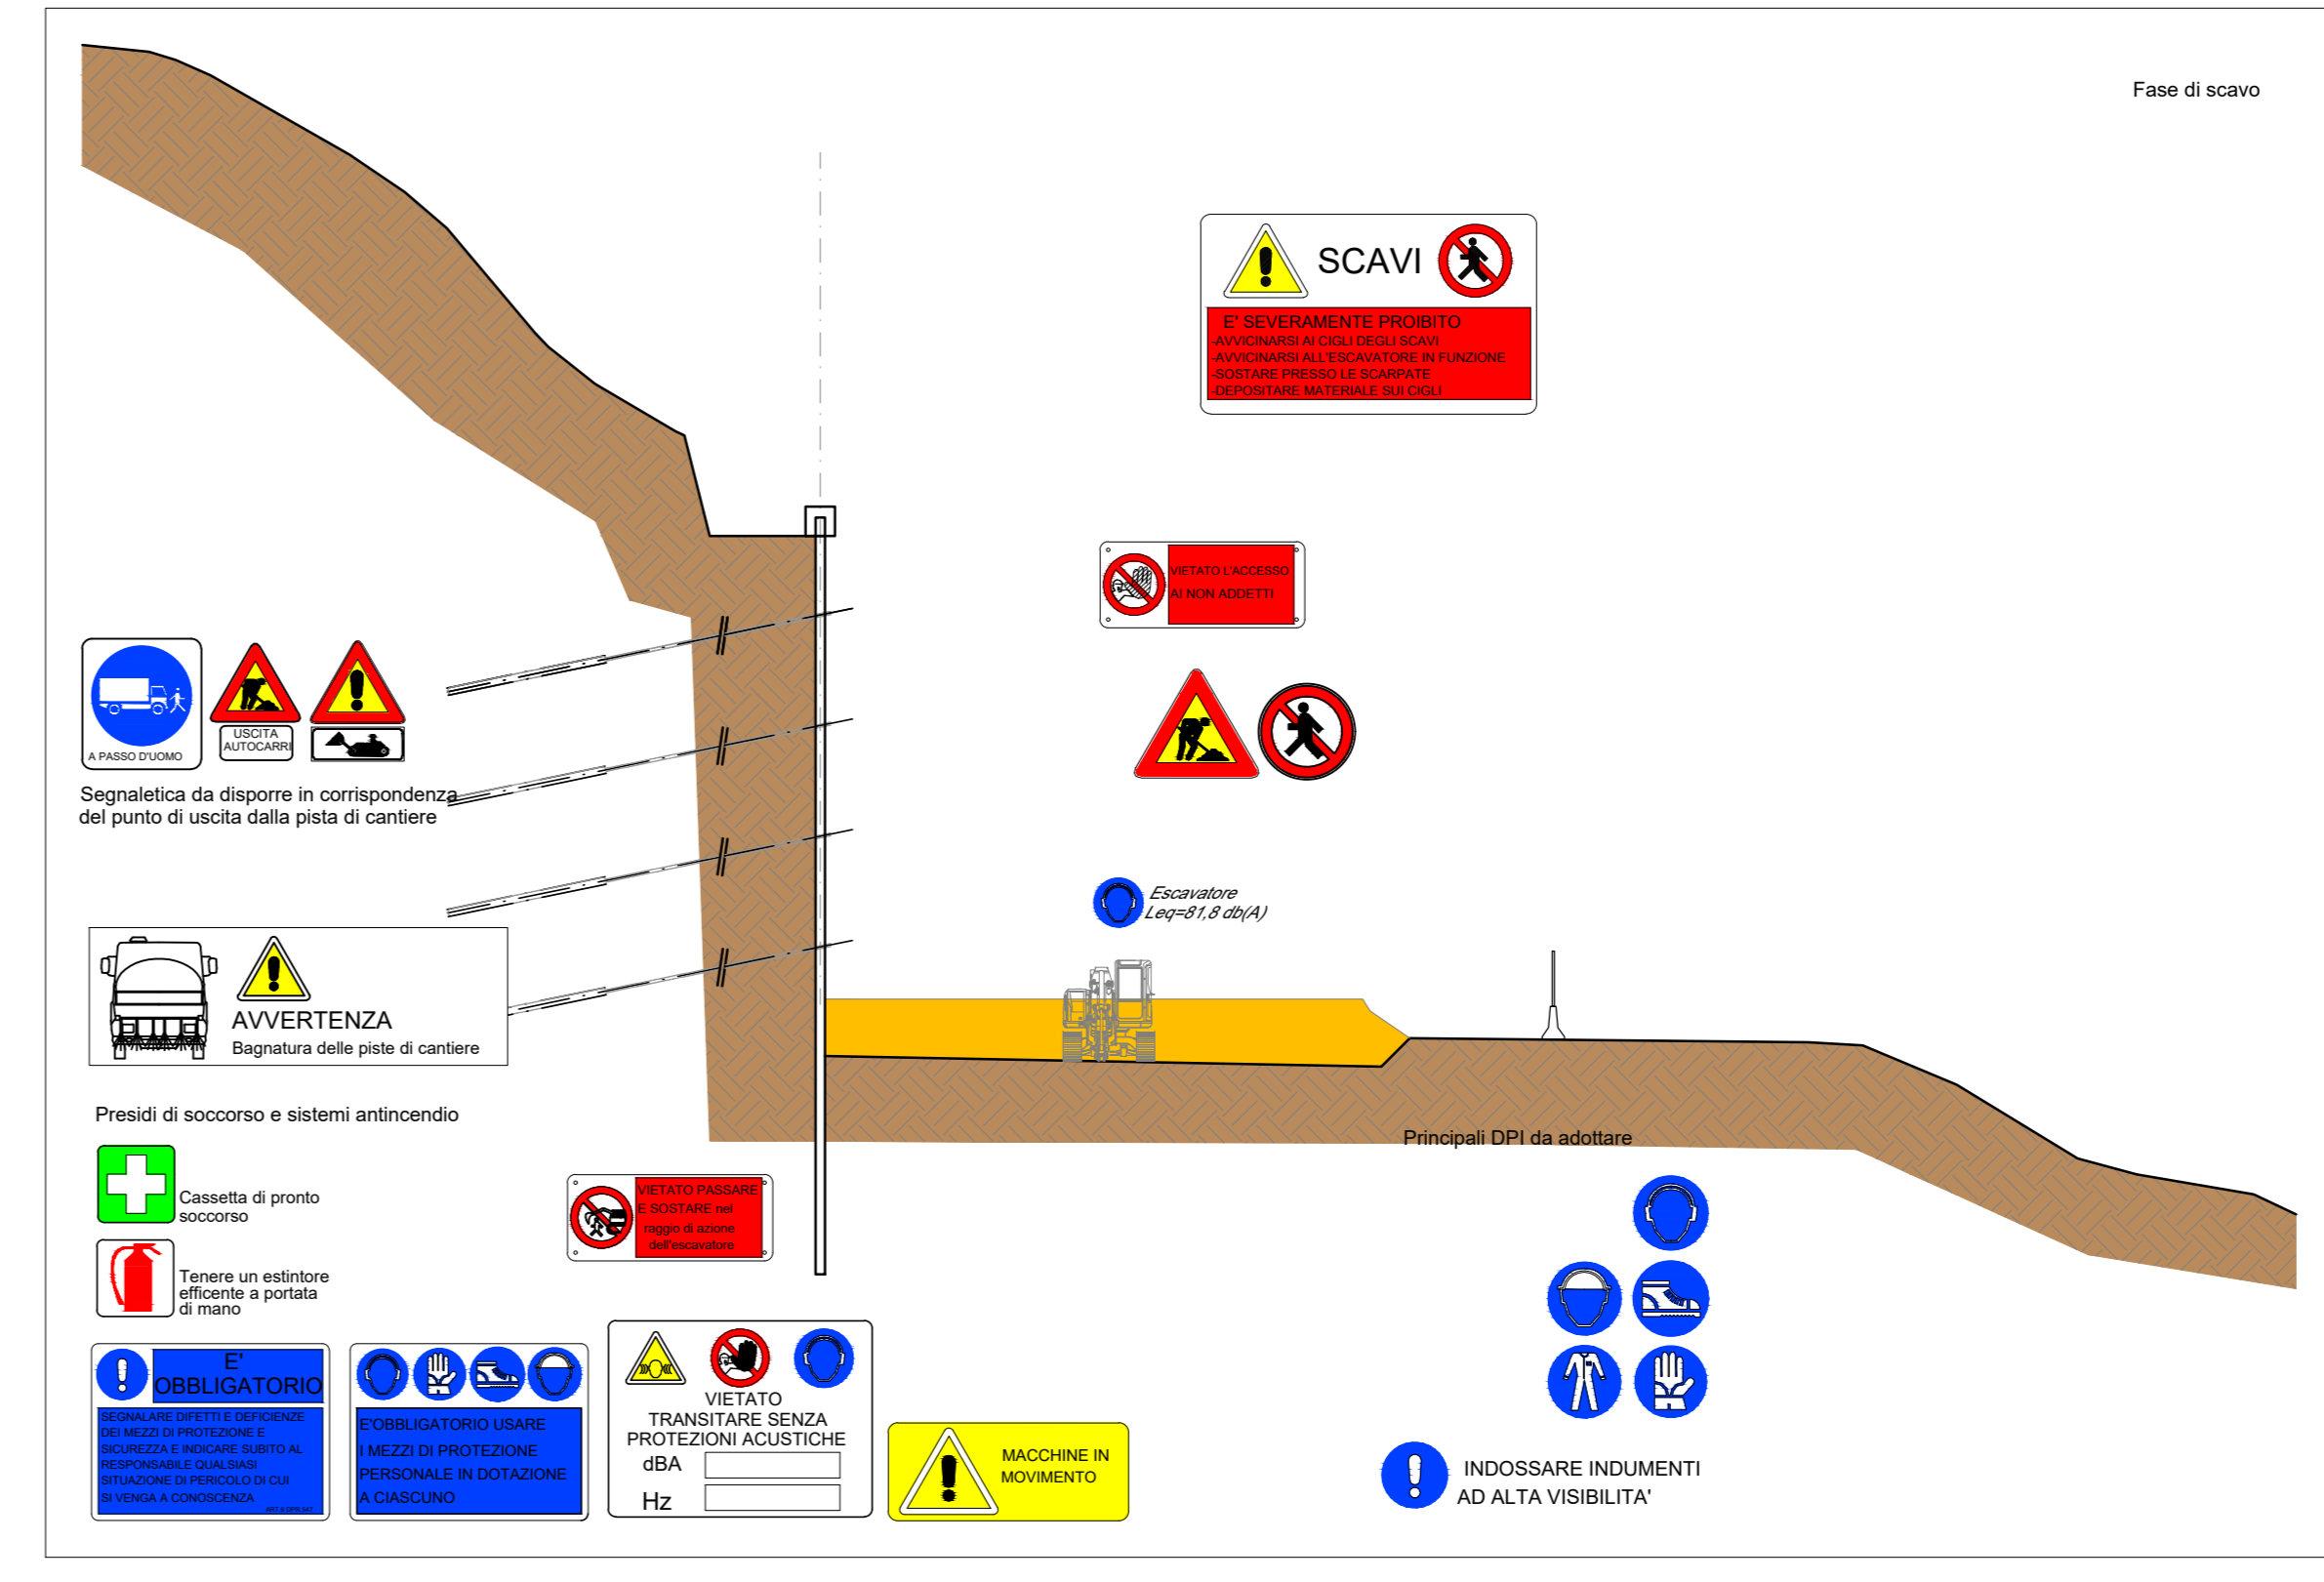 Fase di scavo
SCAVI
E' SEVERAMENTE PROIBITO
-AVVICINARSI AI CIGLI DEGLI SCAVI
-AVVICINARSI ALL'ESCAVATORE IN FUNZIONE
-SOSTARE PRESSO LE SCARPATE
-DEPOSITARE MATERIALE SUI CIGLI
VIETATO L'ACCESSO
AI NON ADDETTI
A PASSO D'UOMO
USCITA
AUTOCARRI
Segnaletica da disporre in corrispondenza
del punto di uscita dalla pista di cantiere
Escavatore
Leq=81,8 db(A)
AVVERTENZA
Bagnatura delle piste di cantiere
Presidi di soccorso e sistemi antincendio
Cassetta di pronto
soccorso
Tenere un estintore
efficente a portata
di mano
VIETATO PASSARE
E SOSTARE nel
raggio di azione
dell'escavatore
Principali DPI da adottare
E'
OBBLIGATORIO
SEGNALARE DIFETTI E DEFICIENZE
DEI MEZZI DI PROTEZIONE E
SICUREZZA E INDICARE SUBITO AL
RESPONSABILE QUALSIASI
SITUAZIONE DI PERICOLO DI CUI
SI VENGA A CONOSCENZA
ART.6 DPR.547
E'OBBLIGATORIO USARE
I MEZZI DI PROTEZIONE
PERSONALE IN DOTAZIONE
A CIASCUNO
VIETATO
TRANSITARE SENZA
PROTEZIONI ACUSTICHE
dBA
Hz
MACCHINE IN
MOVIMENTO
INDOSSARE INDUMENTI
AD ALTA VISIBILITA'